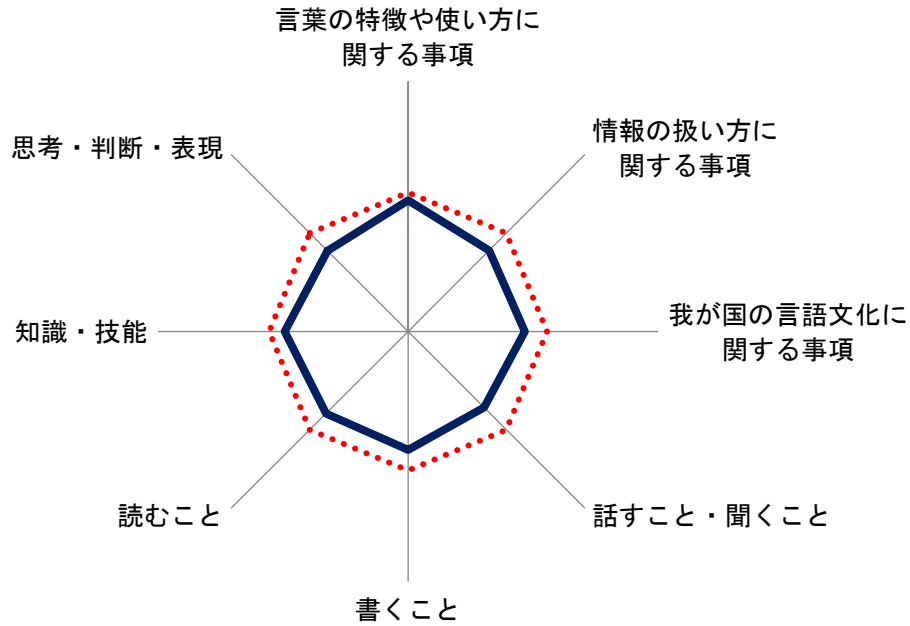 言葉の特徴や使い方に
関する事項
情報の扱い方に
関する事項
我が国の言語文化に
関する事項
話すこと・聞くこと
書くこと
読むこと
知識・技能
思考・判断・表現